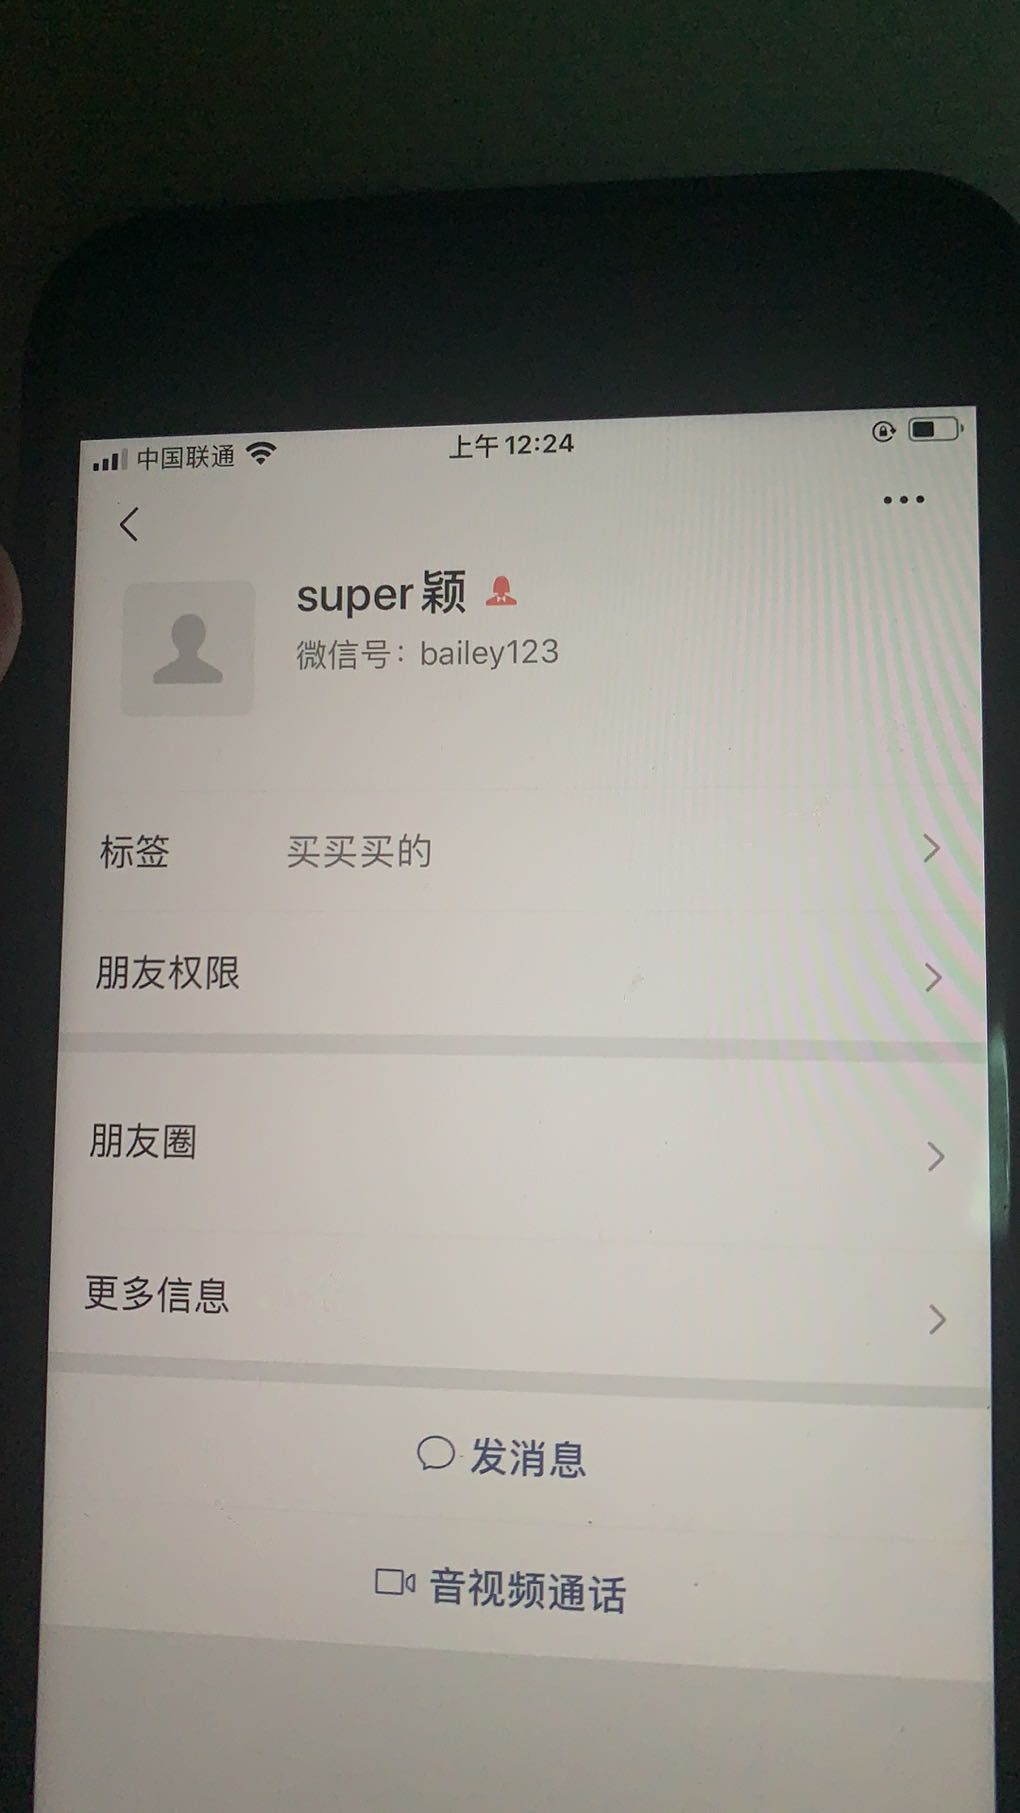 中国联通 上午12:24
super颖
微信号：bailey123
标签 买买买的
朋友权限
朋友圈
更多信息
发消息
音视频通话